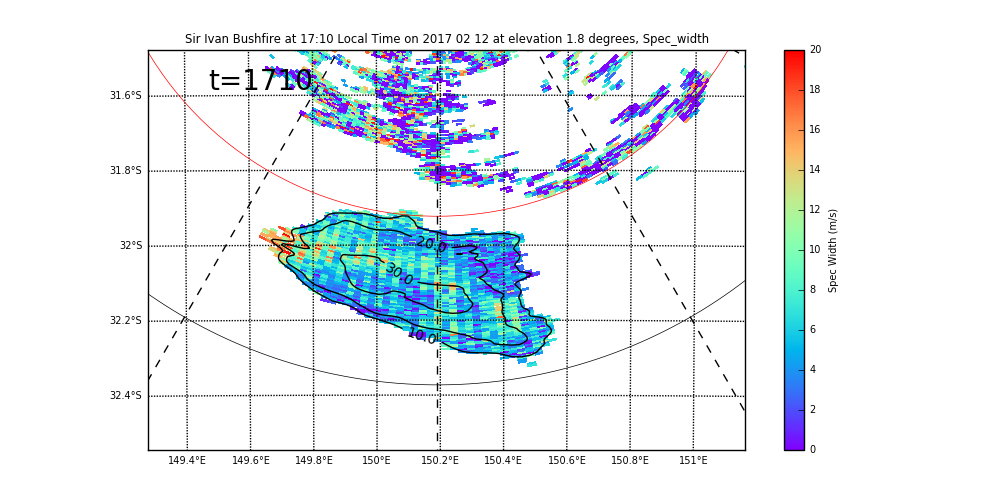 Sir Ivan Bushfire at 17:10 Local Time on 2017 02 12 at elevation 1.8 degrees, Spec_width
t=1710
31.6°S
31.8°S
32°S
32.2°S
32.4°S
20.0
30.0
10.0
149.4°E 149.6°E 149.8°E 150°E 150.2°E 150.4°E 150.6°E 150.8°E 151°E
20
18
16
14
12
10
8
6
4
2
0
Spec Width (m/s)